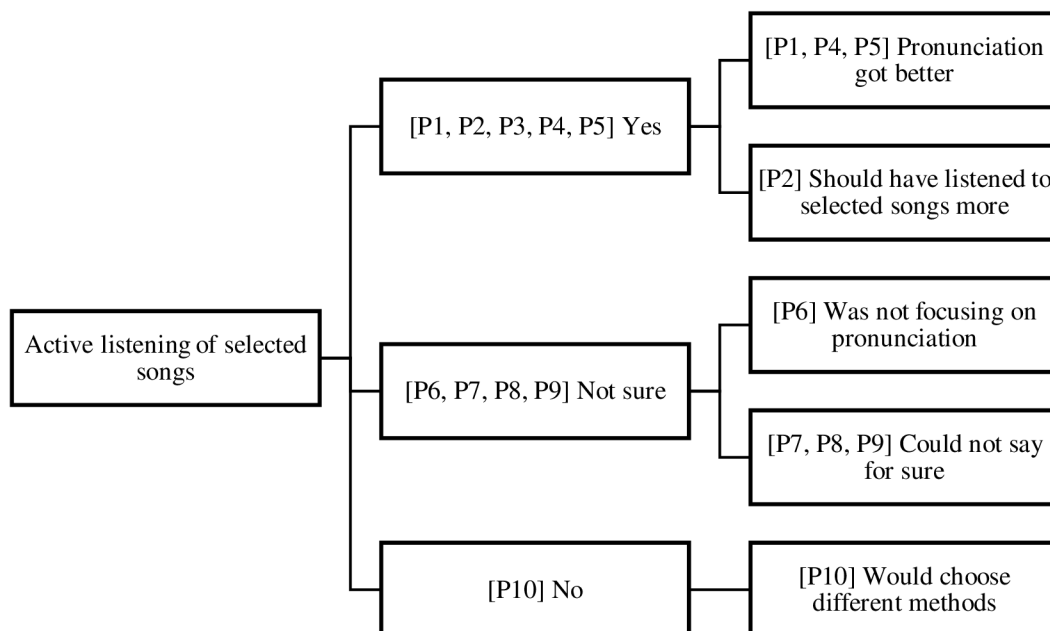 Active listening of selected
songs
[P1, P2, P3, P4, P5] Yes
[P1, P4, P5] Pronunciation
got better
[P2] Should have listened to
selected songs more
[P6, P7, P8, P9] Not sure
[P6] Was not focusing on
pronunciation
[P7, P8, P9] Could not say
for sure
[P10] No
[P10] Would choose
different methods